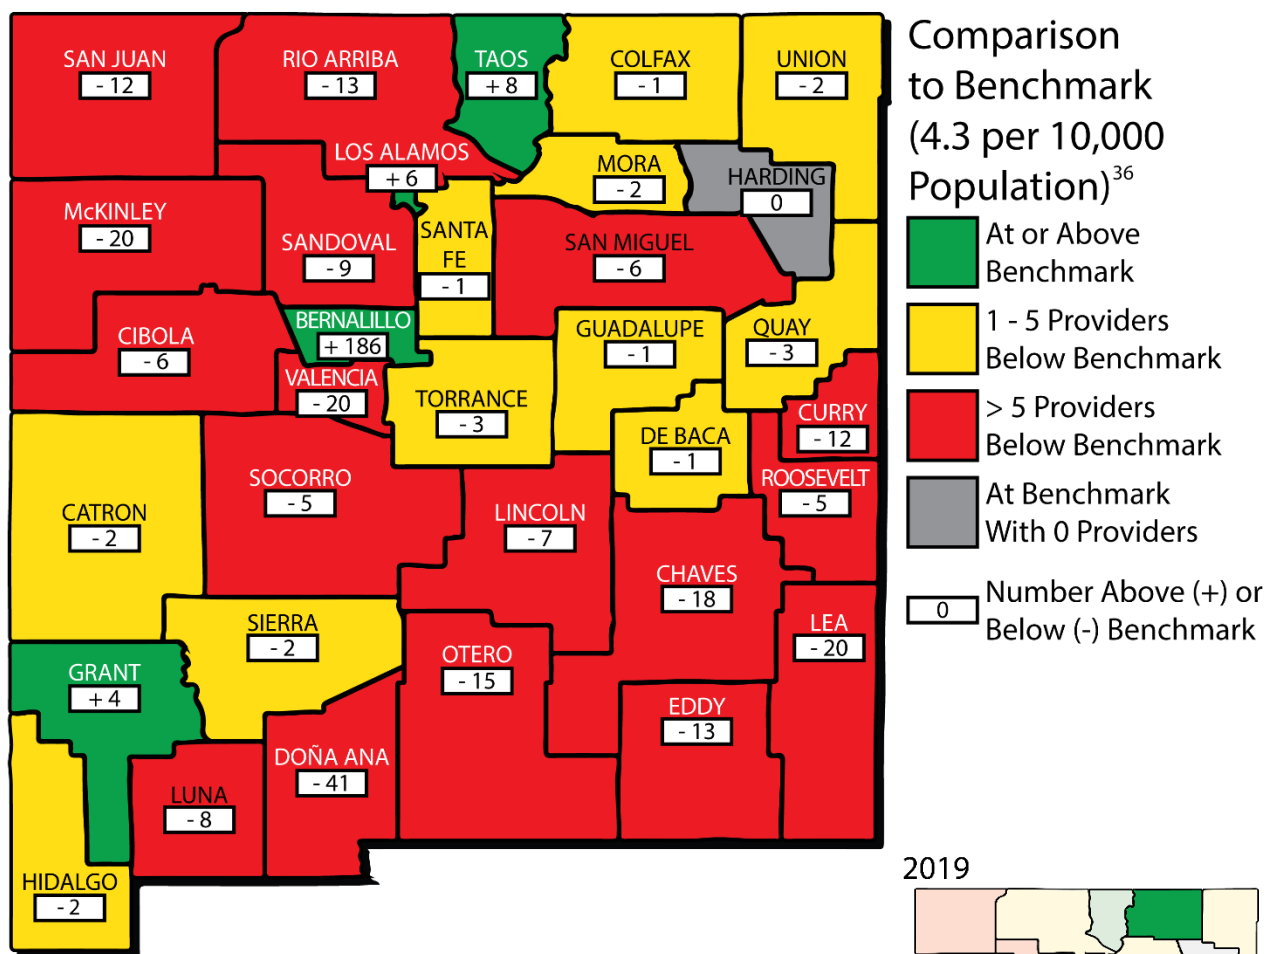 Comparison
to Benchmark
(4.3 per 10,000
Population)36
At or Above
Benchmark
1 - 5 Providers
Below Benchmark
> 5 Providers
Below Benchmark
At Benchmark
With 0 Providers
0
Number Above (+) or
Below (-) Benchmark
SAN JUAN
- 12
RIO ARRIBA
- 13
TAOS
+ 8
COLFAX
- 1
UNION
- 2
LOS ALAMOS
+ 6
MORA
- 2
HARDING
0
McKINLEY
- 20
SANDOVAL
- 9
SANTA
FE
- 1
SAN MIGUEL
- 6
CIBOLA
- 6
BERNALILLO
+ 186
GUADALUPE
- 1
QUAY
- 3
VALENCIA
- 20
TORRANCE
- 3
CURRY
- 12
DE BACA
- 1
ROOSEVELT
- 5
SOCORRO
- 5
CATRON
- 2
LINCOLN
- 7
CHAVES
- 18
SIERRA
- 2
LEA
- 20
OTERO
- 15
GRANT
+ 4
EDDY
- 13
DOÑA ANA
- 41
LUNA
- 8
HIDALGO
- 2
2019